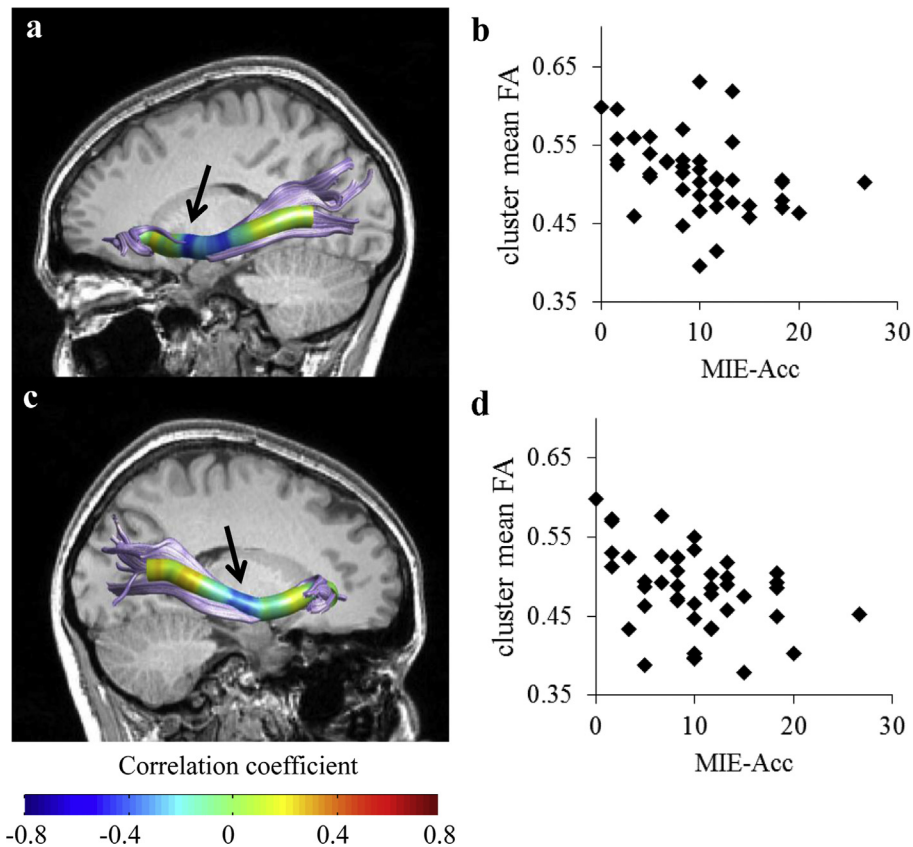 a
b
cluster mean FA
0.65
0.55
0.45
0.35
0 10 20 30
MIE-Acc
c
d
cluster mean FA
0.65
0.55
0.45
0.35
0 10 20 30
MIE-Acc
Correlation coefficient
-0.8 -0.4 0 0.4 0.8